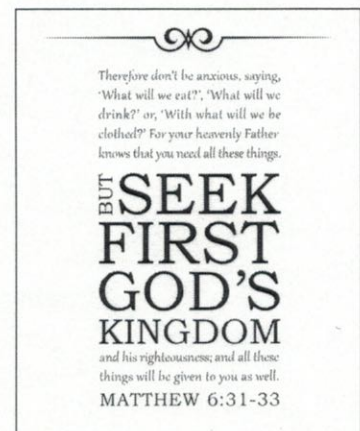 Therefore don't be anxious, saying,
'What will we eat?', 'What will we
drink?' or, 'With what will we be
clothed?' For your heavenly Father
knows that you need all these things.
BUT SEEK
FIRST
GOD'S
KINGDOM
and his righteousness; and all these
things will be given to you as well.
MATTHEW 6:31-33